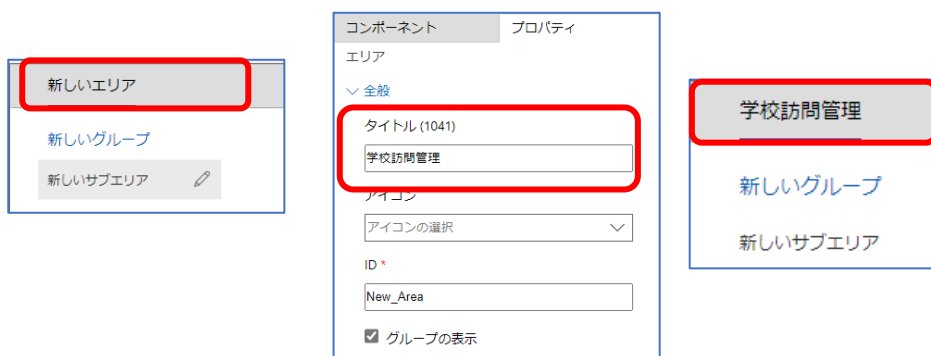 新しいエリア
新しいグループ
新しいサブエリア
コンポーネント
プロパティ
エリア
全般
タイトル (1041)
学校訪問管理
アイコン
アイコンの選択
ID *
New_Area
グループの表示
学校訪問管理
新しいグループ
新しいサブエリア